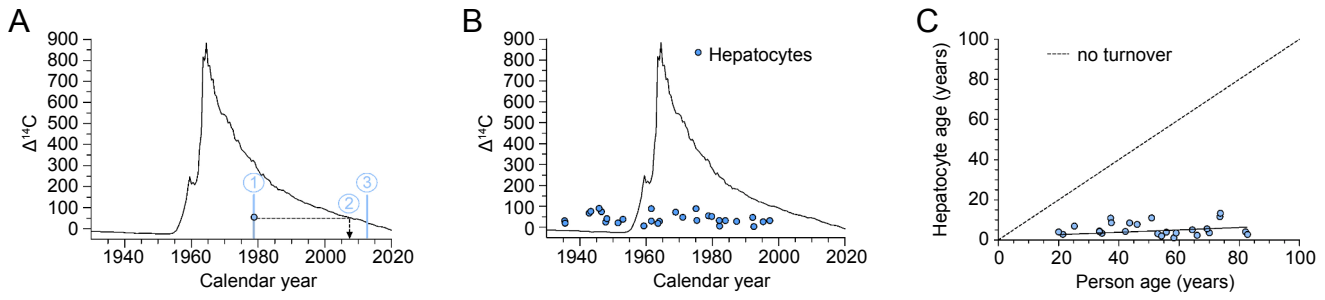 A
900
800
700
600
500
400
300
200
100
0
Δ¹⁴C
1
2
3
1940 1960 1980 2000 2020
Calendar year
B
900
800
700
600
500
400
300
200
100
0
Δ¹⁴C
Hepatocytes
1940 1960 1980 2000 2020
Calendar year
C
100
80
60
40
20
0
Hepatocyte age (years)
no turnover
0 20 40 60 80 100
Person age (years)